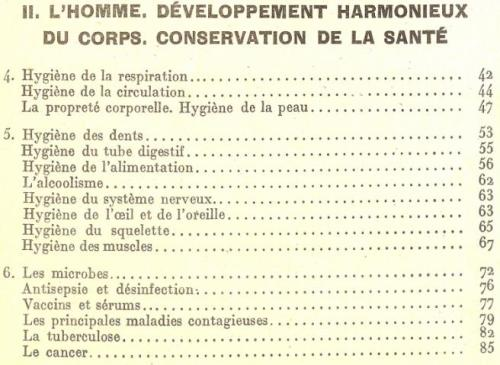 II. L'HOMME. DÉVELOPPEMENT HARMONIEUX
DU CORPS. CONSERVATION DE LA SANTÉ
4. Hygiène de la respiration........ 42
Hygiène de la circulation........ 44
La propreté corporelle. Hygiène de la peau........ 47
5. Hygiène des dents........ 53
Hygiène du tube digestif........ 55
Hygiène de l'alimentation........ 56
L'alcoolisme........ 62
Hygiène du système nerveux........ 63
Hygiène de l'œil et de l'oreille........ 63
Hygiène du squelette........ 65
Hygiène des muscles........ 67
6. Les microbes........ 72
Antisepsie et désinfection........ 76
Vaccins et sérums........ 77
Les principales maladies contagieuses........ 79
La tuberculose........ 82
Le cancer........ 85